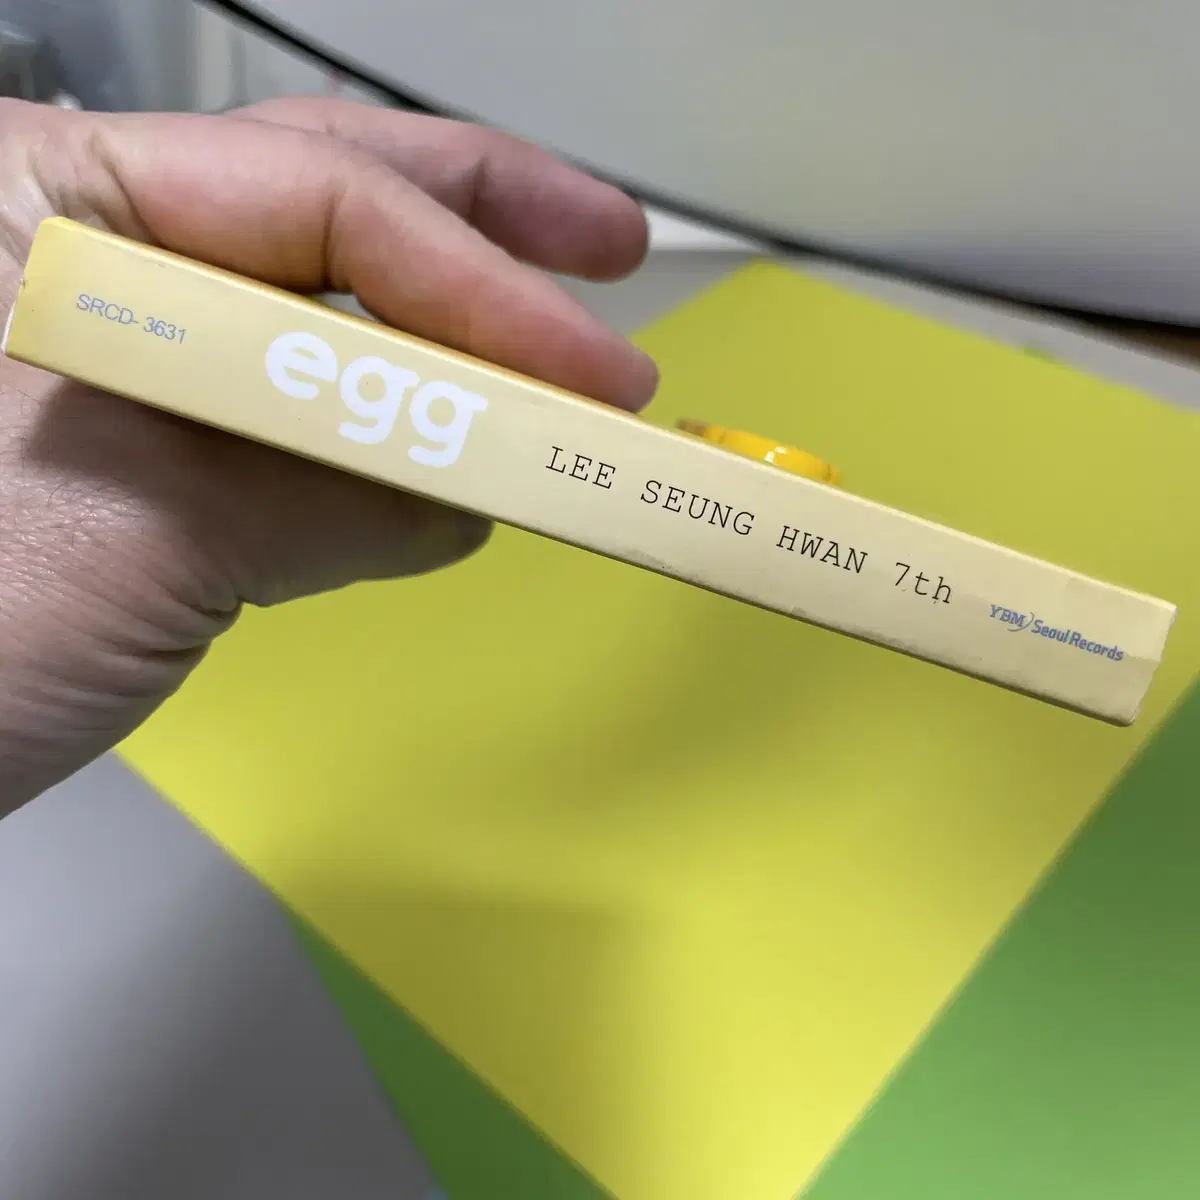 SRCD- 3631
egg
LEE SEUNG HWAN 7th
YBM Seoul Records